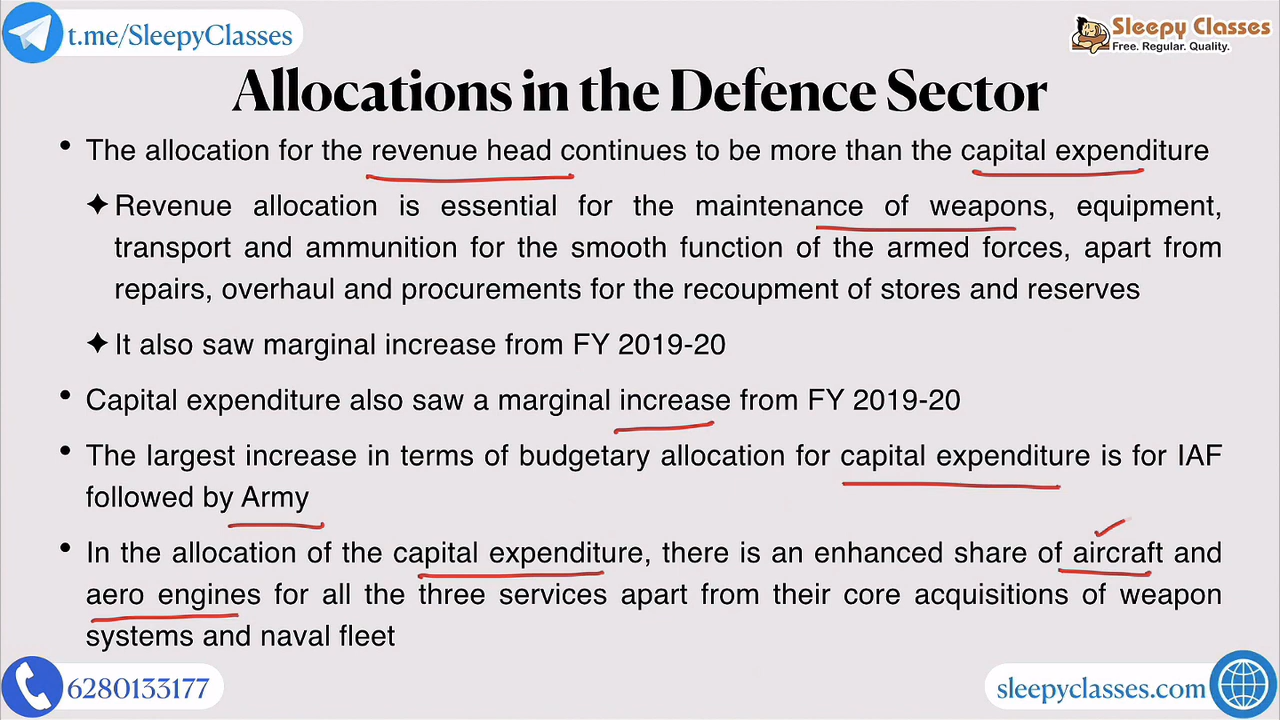 t.me/SleepyClasses
Sleepy Classes
Free. Regular. Quality.
Allocations in the Defence Sector
• The allocation for the revenue head continues to be more than the capital expenditure
✦ Revenue allocation is essential for the maintenance of weapons, equipment,
transport and ammunition for the smooth function of the armed forces, apart from
repairs, overhaul and procurements for the recoupment of stores and reserves
✦ It also saw marginal increase from FY 2019-20
• Capital expenditure also saw a marginal increase from FY 2019-20
• The largest increase in terms of budgetary allocation for capital expenditure is for IAF
followed by Army
• In the allocation of the capital expenditure, there is an enhanced share of aircraft and
aero engines for all the three services apart from their core acquisitions of weapon
systems and naval fleet
6280133177
sleepyclasses.com